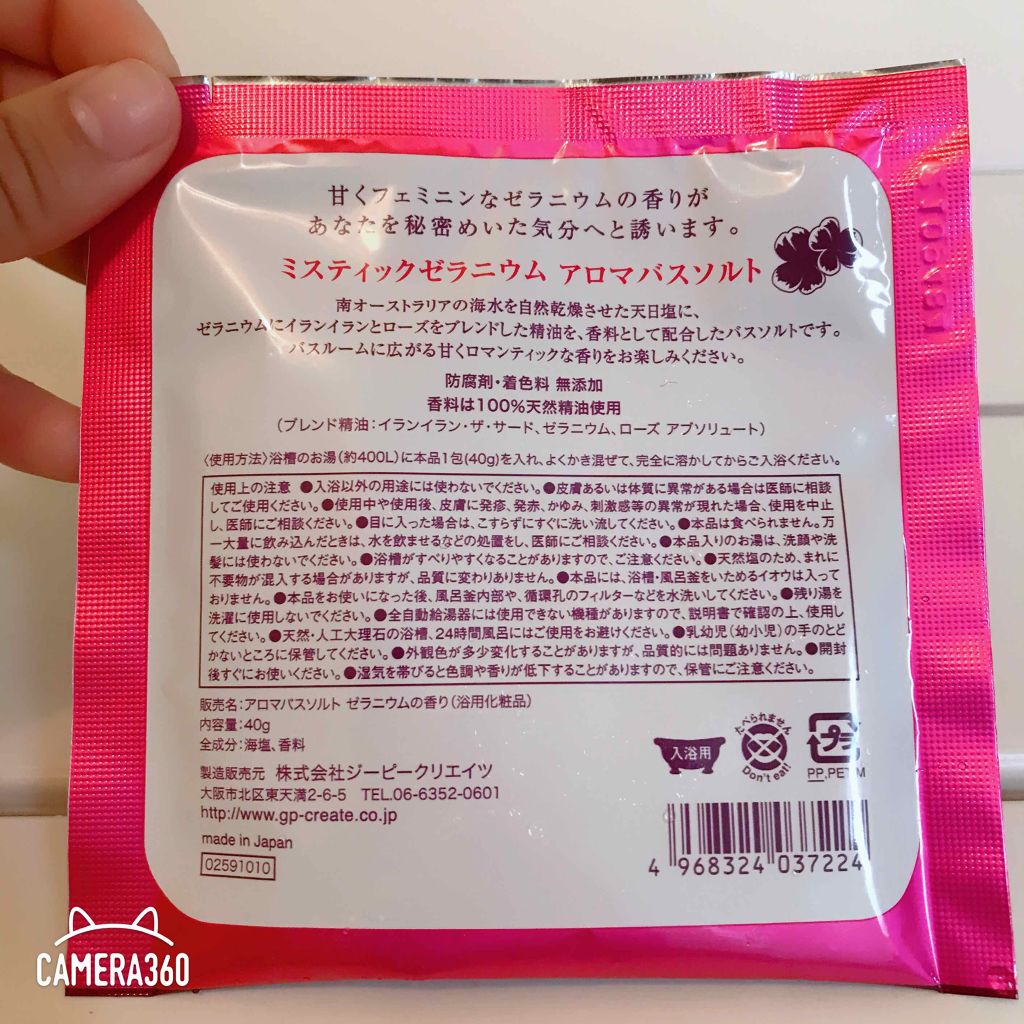 甘くフェミニンなゼラニウムの香りが
あなたを秘密めいた気分へと誘います。
ミスティックゼラニウム アロマバスソルト
南オーストラリアの海水を自然乾燥させた天日塩に、
ゼラニウムにイランイランとローズをブレンドした精油を、香料として配合したバスソルトです。
バスルームに広がる甘くロマンティックな香りをお楽しみください。
防腐剤・着色料 無添加
香料は100%天然精油使用
(ブレンド精油:イランイラン・ザ・サード、ゼラニウム、ローズ アブソリュート)
〈使用方法〉浴槽のお湯(約400L)に本品1包(40g)を入れ、よくかき混ぜて、完全に溶かしてからご入浴ください。
使用上の注意 ●入浴以外の用途には使わないでください。●皮膚あるいは体質に異常がある場合は医師に相談
してご使用ください。●使用中や使用後、皮膚に発疹、発赤、かゆみ、刺激感等の異常が現れた場合、使用を中止
し、医師にご相談ください。●目に入った場合は、こすらずにすぐに洗い流してください。●本品は食べられません。万
一大量に飲み込んだときは、水を飲ませるなどの処置をし、医師にご相談ください。●本品入りのお湯は、洗顔や洗
髪には使わないでください。●浴槽がすべりやすくなることがありますので、ご注意ください。●天然塩のため、まれに
不要物が混入する場合がありますが、品質に変わりありません。●本品には、浴槽・風呂釜をいためるイオウは入って
おりません。●本品をお使いになった後、風呂釜内部や、循環孔のフィルターなどを水洗いしてください。●残り湯を
洗濯に使用しないでください。●全自動給湯器には使用できない機種がありますので、説明書で確認の上、使用し
てください。●天然・人工大理石の浴槽、24時間風呂にはご使用をお避けください。●乳幼児(幼小児)の手のとど
かないところに保管してください。●外観色が多少変化することがありますが、品質的には問題ありません。●開封
後すぐにお使いください。●湿気を帯びると色調や香りが低下することがありますので、保管にご注意ください。
販売名:アロマバスソルト ゼラニウムの香り(浴用化粧品)
内容量:40g
全成分:海塩、香料
製造販売元 株式会社ジーピークリエイツ
大阪市北区東天満2-6-5 TEL.06-6352-0601
http://www.gp-create.co.jp
made in Japan
02591010
入浴用
たべられません
Don't eat!
プラ
PP,PET,M
4 968324 037224
CAMERA360